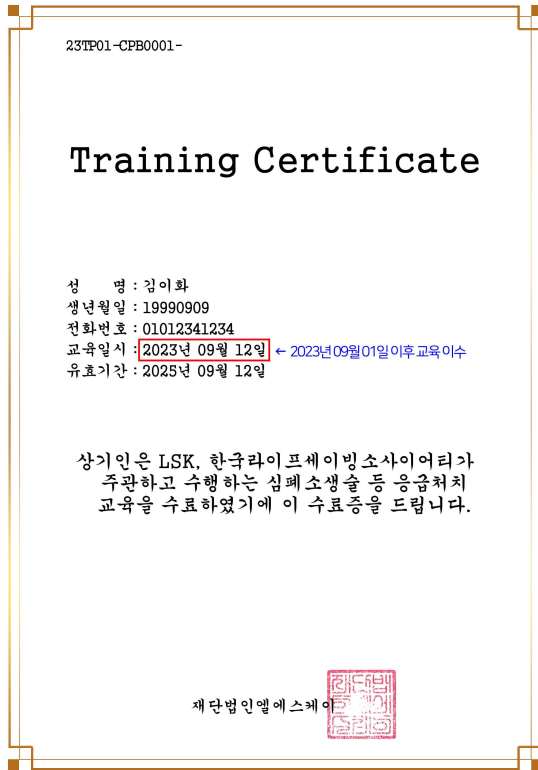 23TP01-CPB0001-
Training Certificate
성 명 : 김이화
생년월일 : 19990909
전화번호 : 01012341234
교육일시 : 2023년 09월 12일 ← 2023년 09월 01일 이후 교육 이수
유효기간 : 2025년 09월 12일
상기인은 LSK, 한국라이프세이빙소사이어티가
주관하고 수행하는 심폐소생술 등 응급처치
교육을 수료하였기에 이 수료증을 드립니다.
재단법인엘에스케이